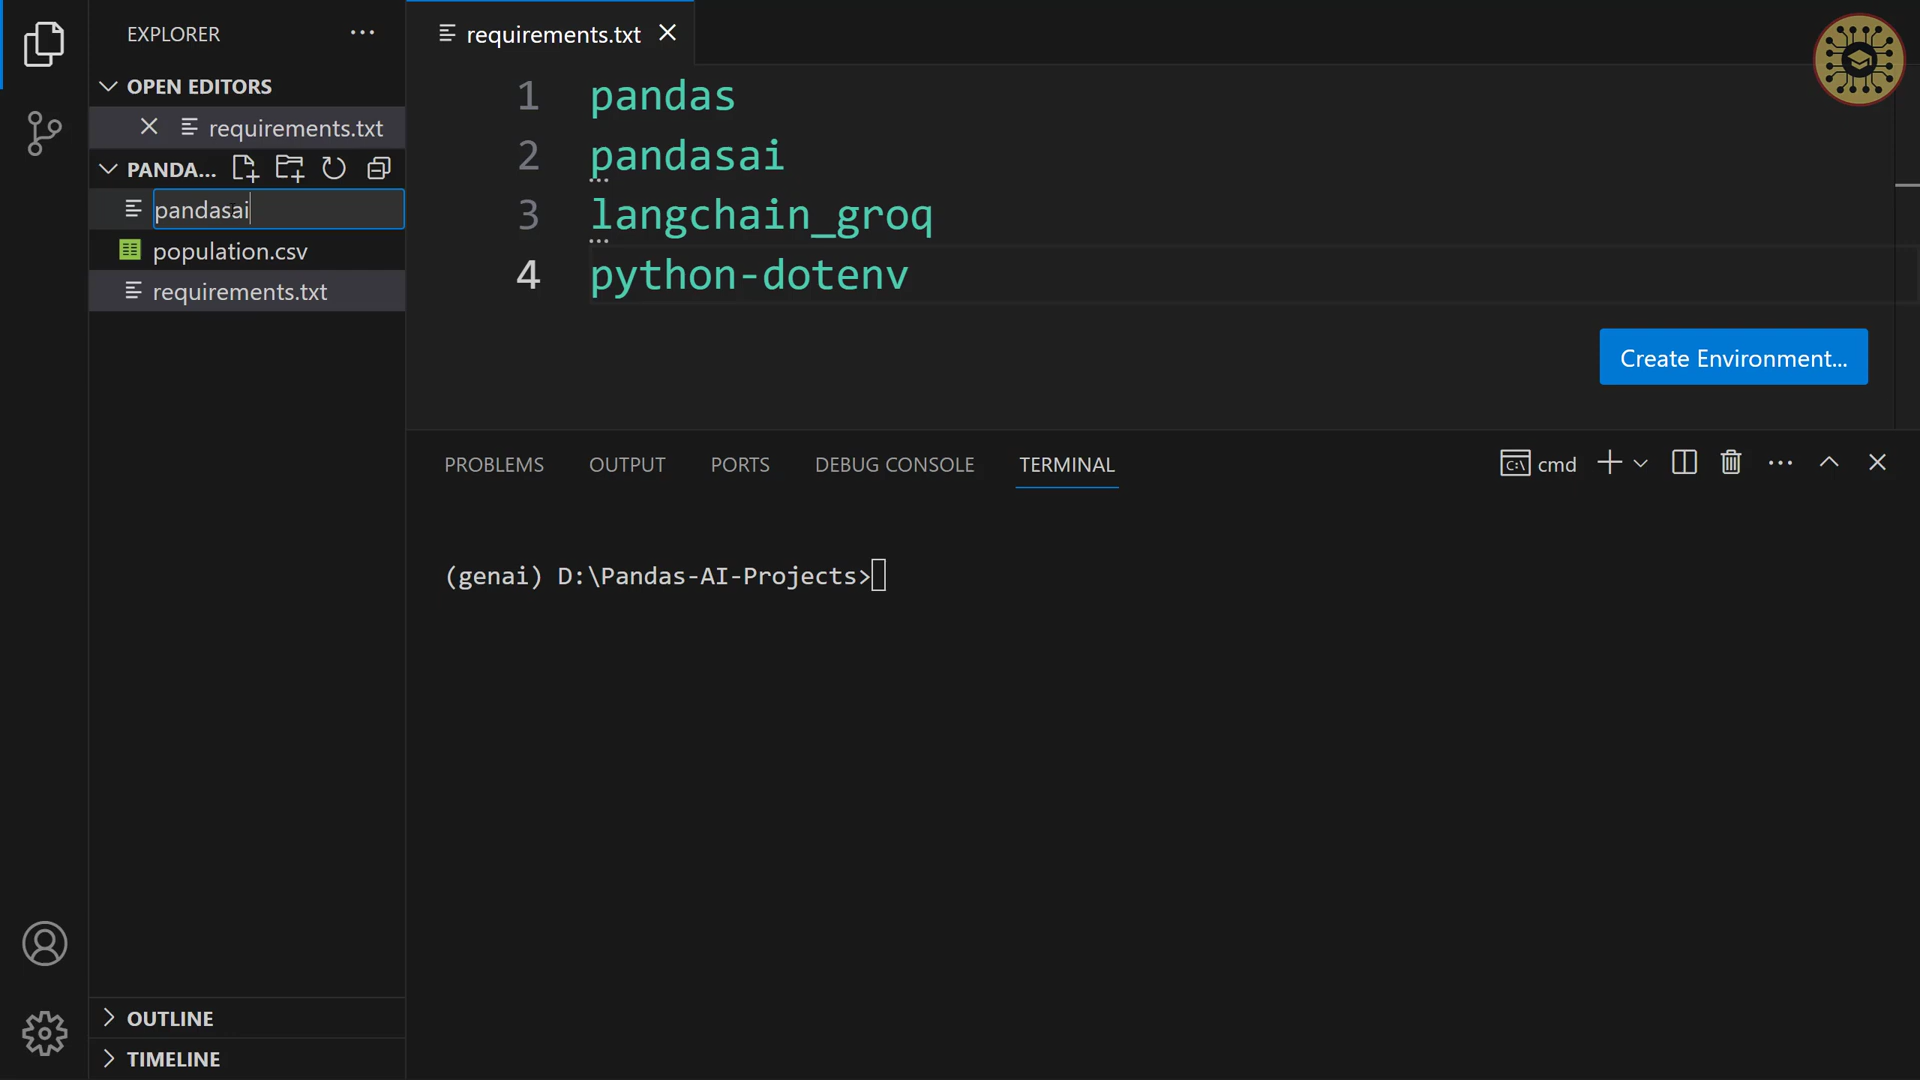 EXPLORER
OPEN EDITORS
requirements.txt
PANDA...
pandasai
population.csv
requirements.txt
OUTLINE
TIMELINE
requirements.txt
1 pandas
2 pandasai
3 langchain_groq
4 python-dotenv
Create Environment...
PROBLEMS OUTPUT PORTS DEBUG CONSOLE TERMINAL
cmd
(genai) D:\Pandas-AI-Projects>